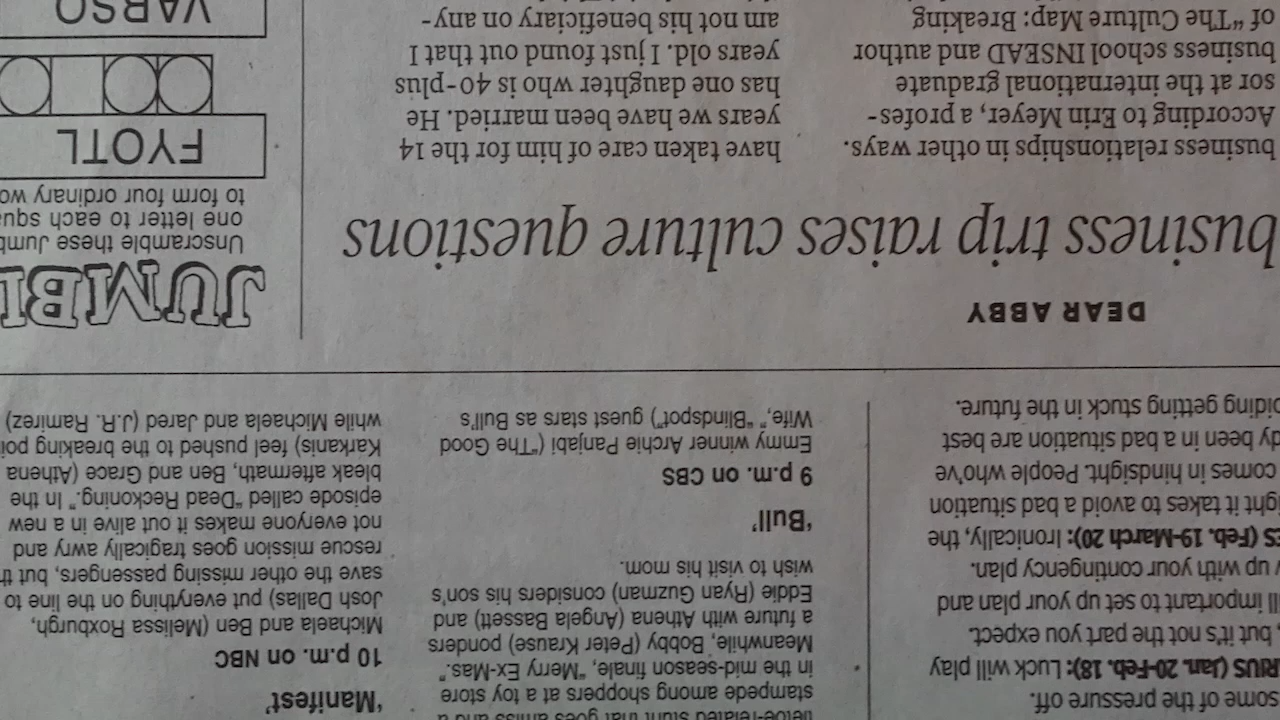 some of the pressure off.
RIUS (Jan. 20-Feb. 18): Luck will play
, but it's not the part you expect.
ll important to set up your plan and
up with your contingency plan.
ES (Feb. 19-March 20): Ironically, the
ight it takes to avoid a bad situation
comes in hindsight. People who've
dy been in a bad situation are best
iding getting stuck in the future.
tletoe-related stunt that goes amiss and a
stampede among shoppers at a toy store
in the mid-season finale, "Merry Ex-Mas."
Meanwhile, Bobby (Peter Krause) ponders
a future with Athena (Angela Bassett) and
Eddie (Ryan Guzman) considers his son's
wish to visit his mom.
'Bull'
9 p.m. on CBS
Emmy winner Archie Panjabi ("The Good
Wife," "Blindspot") guest stars as Bull's
'Manifest'
10 p.m. on NBC
Michaela and Ben (Melissa Roxburgh,
Josh Dallas) put everything on the line to
save the other missing passengers, but th
rescue mission goes tragically awry and
not everyone makes it out alive in a new
episode called "Dead Reckoning." In the
bleak aftermath, Ben and Grace (Athena
Karkanis) feel pushed to the breaking poi
while Michaela and Jared (J.R. Ramirez)
DEAR ABBY
business trip raises culture questions
business relationships in other ways.
According to Erin Meyer, a profes-
sor at the international graduate
business school INSEAD and author
of "The Culture Map: Breaking
have taken care of him for the 14
years we have been married. He
has one daughter who is 40-plus
years old. I just found out that I
am not his beneficiary on any-
JUMBL
Unscramble these Jumb
one letter to each squa
to form four ordinary wo
FYOTL
VARSO